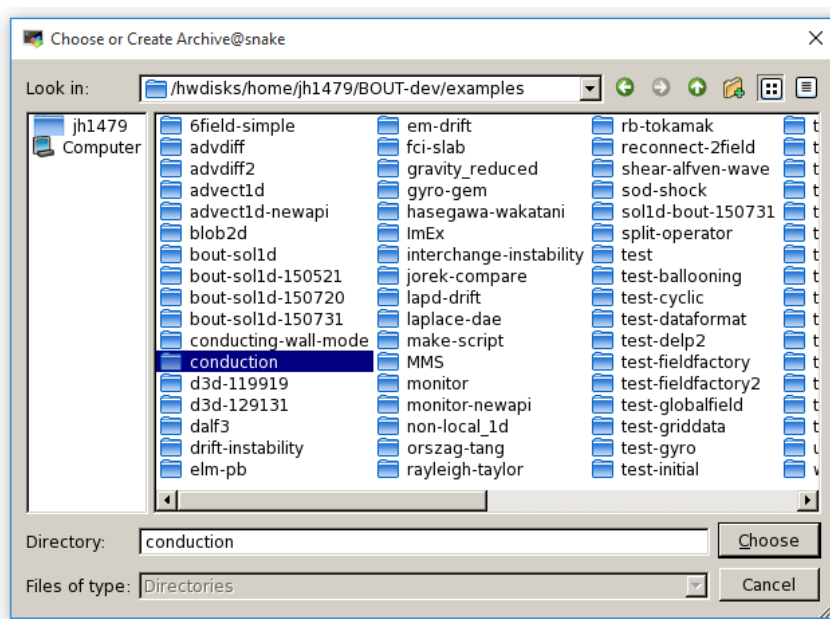 Choose or Create Archive@snake
Look in:
/hwdisks/home/jh1479/BOUT-dev/examples
jh1479
Computer
6field-simple
advdiff
advdiff2
advect1d
advect1d-newapi
blob2d
bout-sol1d
bout-sol1d-150521
bout-sol1d-150720
bout-sol1d-150731
conducting-wall-mode
conduction
d3d-119919
d3d-129131
dalf3
drift-instability
elm-pb
em-drift
fci-slab
gravity_reduced
gyro-gem
hasegawa-wakatani
ImEx
interchange-instability
jorek-compare
lapd-drift
laplace-dae
make-script
MMS
monitor
monitor-newapi
non-local_1d
orszag-tang
rayleigh-taylor
rb-tokamak
reconnect-2field
shear-alfven-wave
sod-shock
sol1d-bout-150731
split-operator
test
test-ballooning
test-cyclic
test-dataformat
test-delp2
test-fieldfactory
test-fieldfactory2
test-globalfield
test-griddata
test-gyro
test-initial
Directory:
conduction
Choose
Files of type:
Directories
Cancel